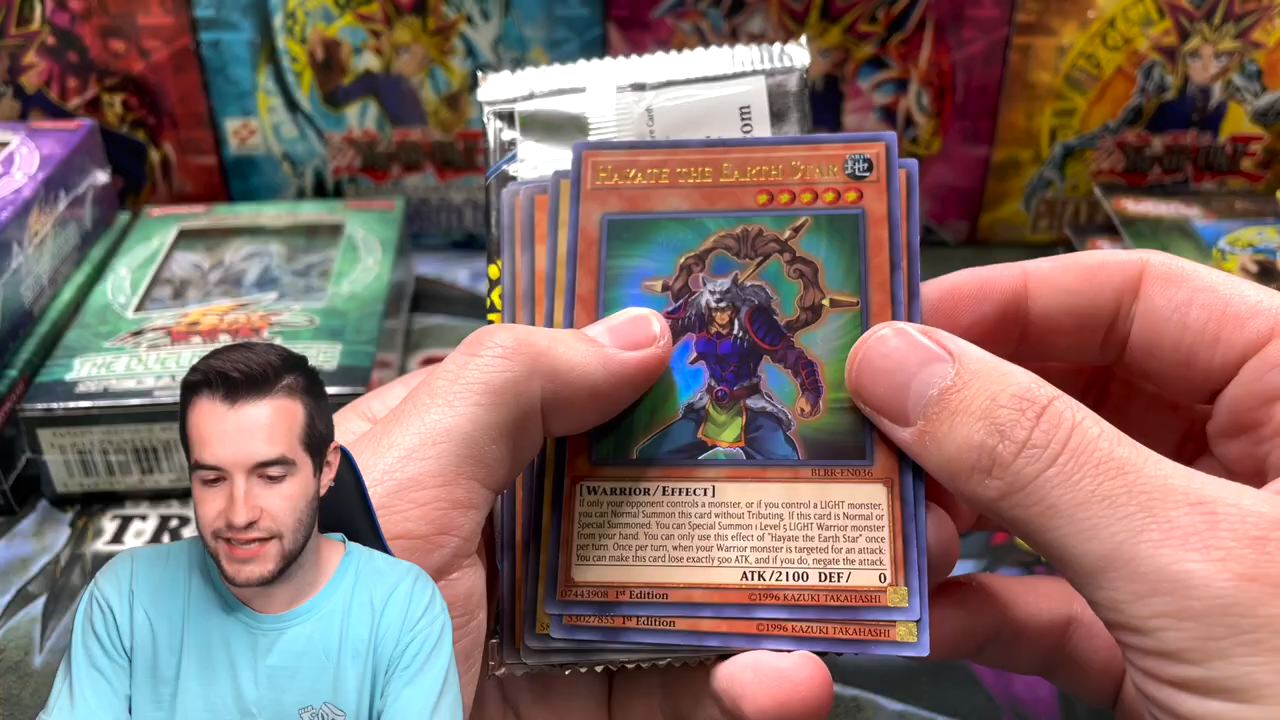 .com
HAYATE THE EARTH STAR
EARTH
地
BLRR-EN036
[WARRIOR/EFFECT]
If only your opponent controls a monster, or if you control a LIGHT monster,
you can Normal Summon this card without Tributing. If this card is Normal or
Special Summoned: You can Special Summon 1 Level 5 LIGHT Warrior monster
from your hand. You can only use this effect of "Hayate the Earth Star" once
per turn. Once per turn, when your Warrior monster is targeted for an attack:
You can make this card lose exactly 500 ATK, and if you do, negate the attack.
ATK/2100 DEF/ 0
07443908 1st Edition ©1996 KAZUKI TAKAHASHI
53027855 1st Edition ©1996 KAZUKI TAKAHASHI
58
THE DUEL
TR